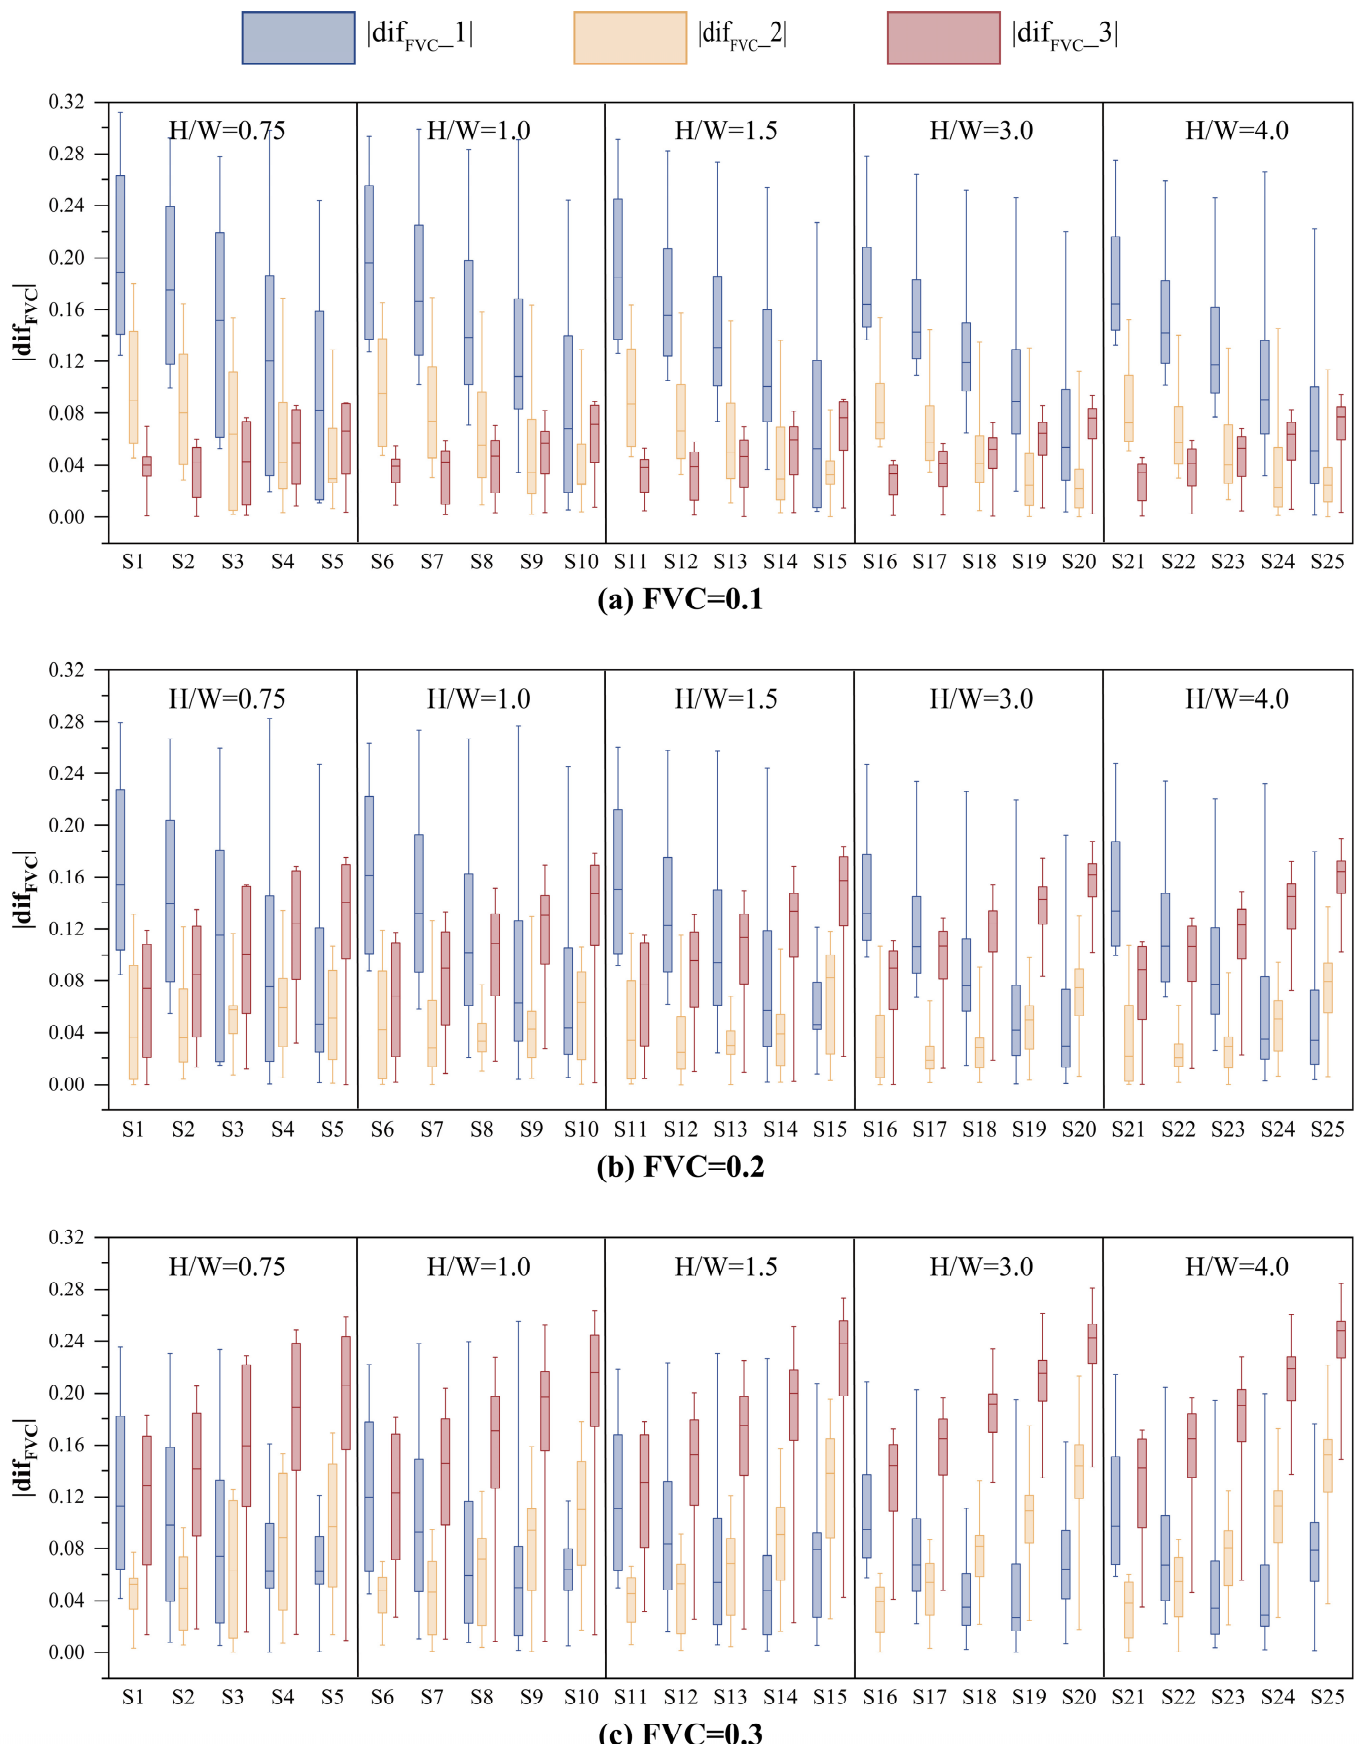 |dif_FVC_1| |dif_FVC_2| |dif_FVC_3|
0.32
0.28
0.24
0.20
0.16
0.12
0.08
0.04
0.00
|dif_FVC|
H/W=0.75 H/W=1.0 H/W=1.5 H/W=3.0 H/W=4.0
S1 S2 S3 S4 S5 S6 S7 S8 S9 S10 S11 S12 S13 S14 S15 S16 S17 S18 S19 S20 S21 S22 S23 S24 S25
(a) FVC=0.1
0.32
0.28
0.24
0.20
0.16
0.12
0.08
0.04
0.00
|dif_FVC|
H/W=0.75 H/W=1.0 H/W=1.5 H/W=3.0 H/W=4.0
S1 S2 S3 S4 S5 S6 S7 S8 S9 S10 S11 S12 S13 S14 S15 S16 S17 S18 S19 S20 S21 S22 S23 S24 S25
(b) FVC=0.2
0.32
0.28
0.24
0.20
0.16
0.12
0.08
0.04
0.00
|dif_FVC|
H/W=0.75 H/W=1.0 H/W=1.5 H/W=3.0 H/W=4.0
S1 S2 S3 S4 S5 S6 S7 S8 S9 S10 S11 S12 S13 S14 S15 S16 S17 S18 S19 S20 S21 S22 S23 S24 S25
(c) FVC=0.3